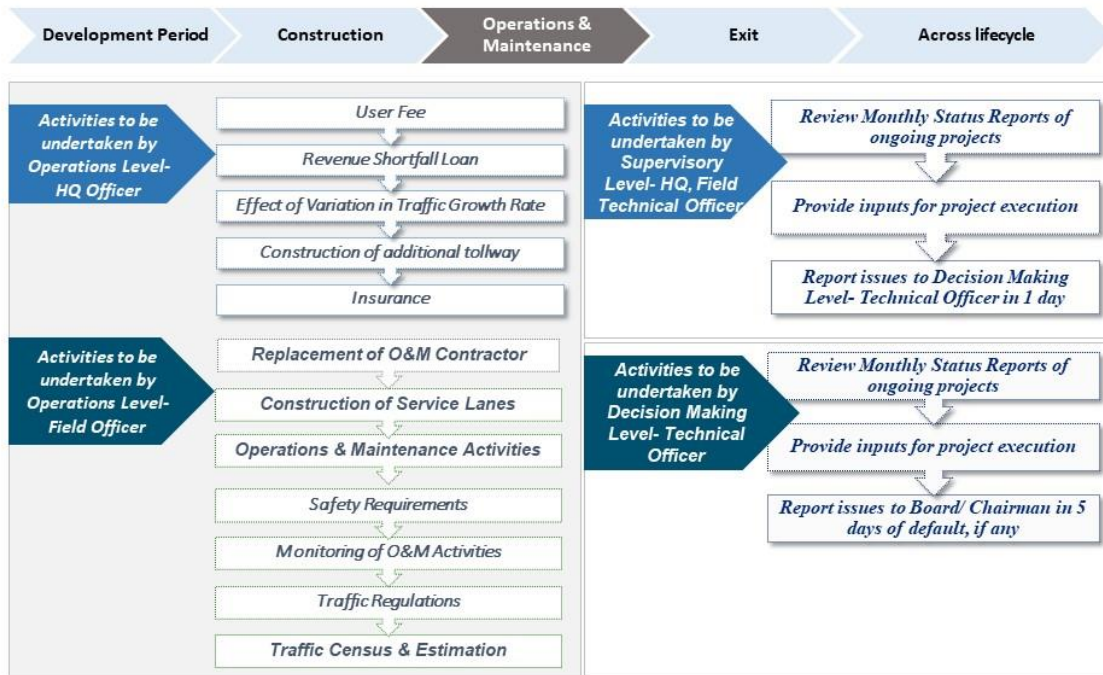 Development Period
Construction
Operations &
Maintenance
Exit
Across lifecycle
Activities to be
undertaken by
Operations Level-
HQ Officer
User Fee
Revenue Shortfall Loan
Effect of Variation in Traffic Growth Rate
Construction of additional tollway
Insurance
Activities to be
undertaken by
Operations Level-
Field Officer
Replacement of O&M Contractor
Construction of Service Lanes
Operations & Maintenance Activities
Safety Requirements
Monitoring of O&M Activities
Traffic Regulations
Traffic Census & Estimation
Activities to be
undertaken by
Supervisory
Level- HQ, Field
Technical Officer
Review Monthly Status Reports of
ongoing projects
Provide inputs for project execution
Report issues to Decision Making
Level- Technical Officer in 1 day
Activities to be
undertaken by
Decision Making
Level- Technical
Officer
Review Monthly Status Reports of
ongoing projects
Provide inputs for project execution
Report issues to Board/ Chairman in 5
days of default, if any